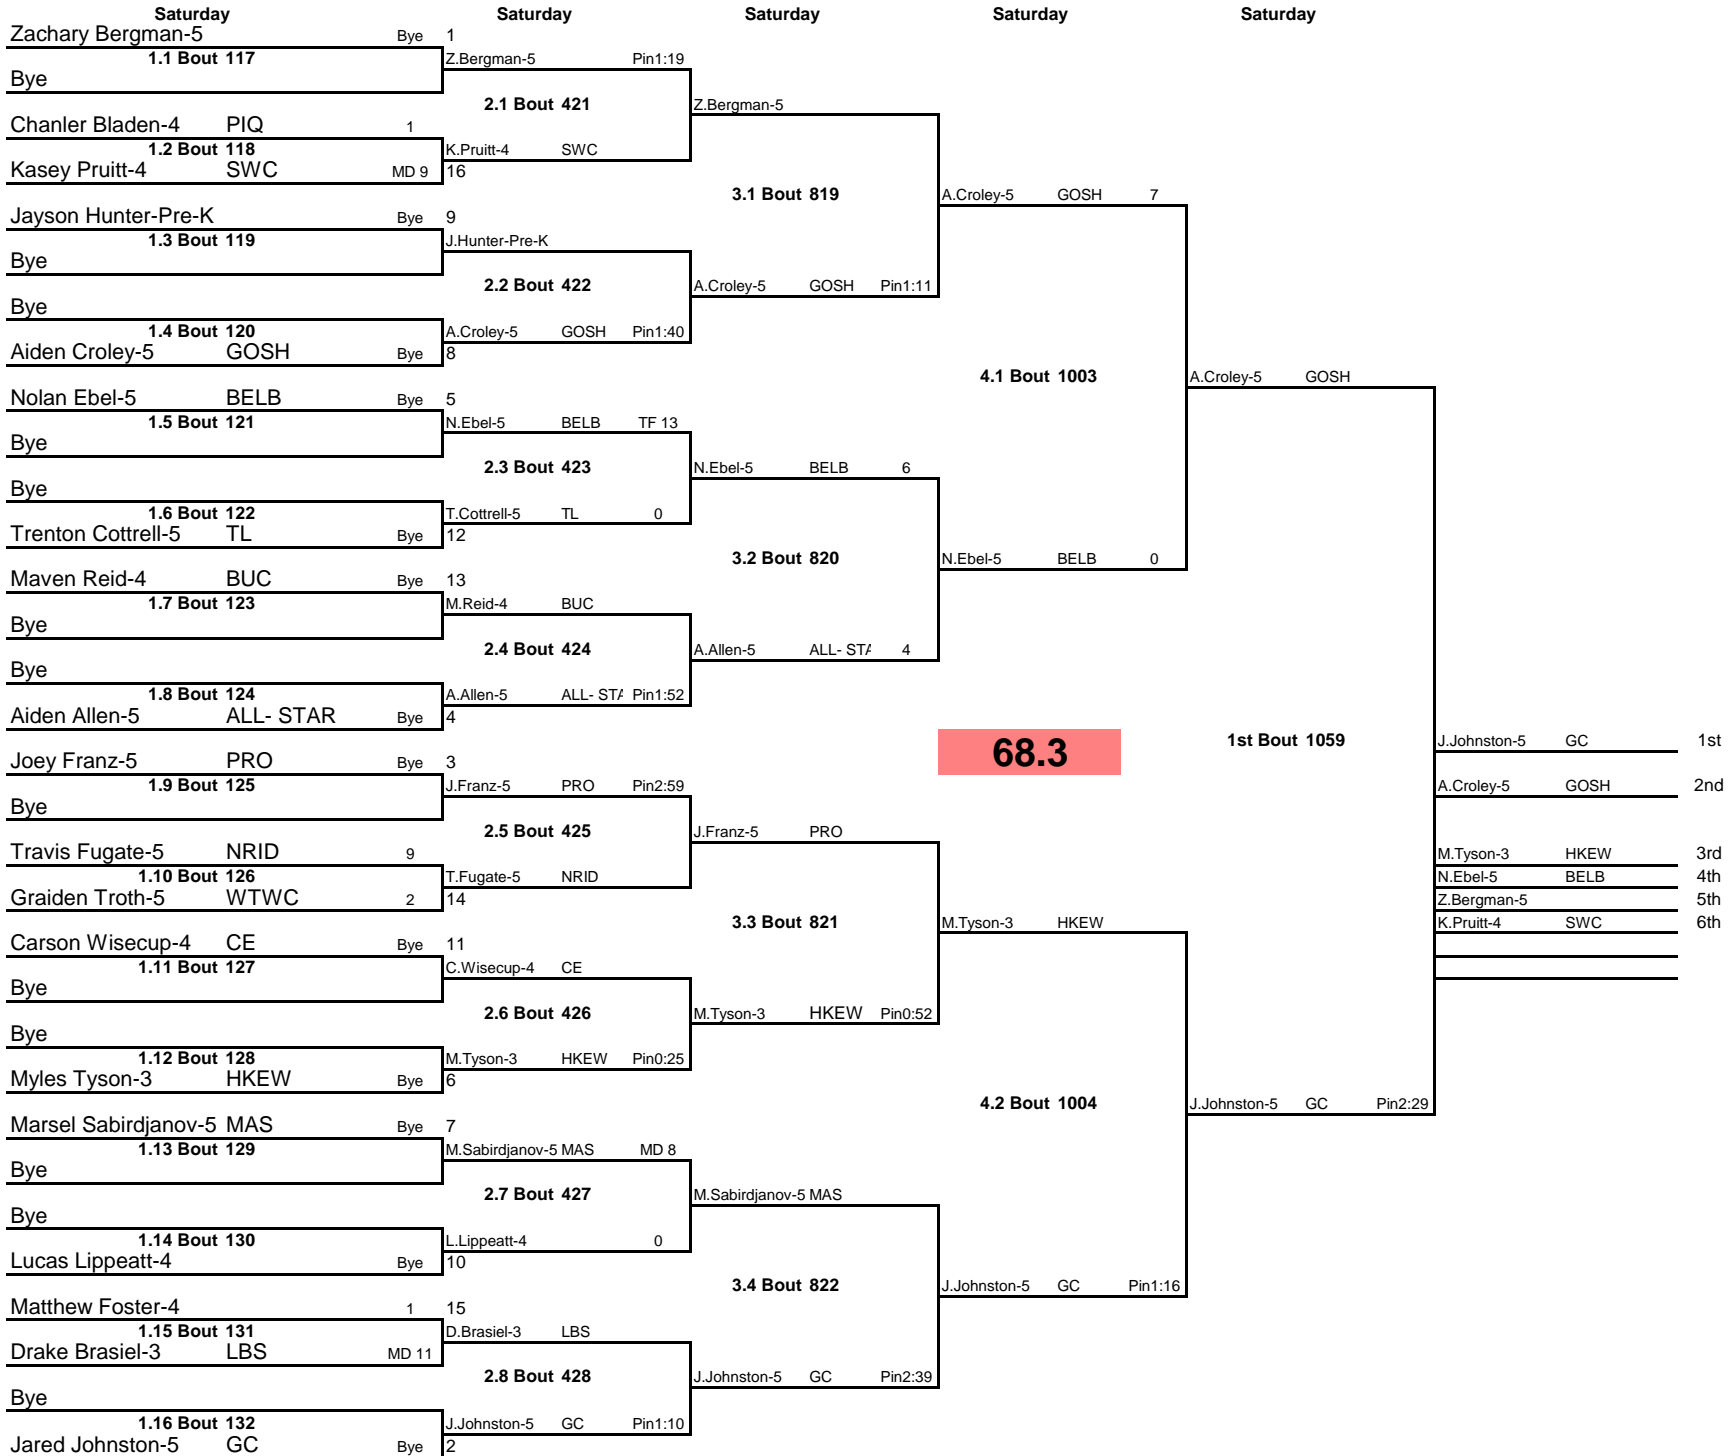 Saturday Saturday Saturday Saturday Saturday
Zachary Bergman-5 Bye 1
1.1 Bout 117 Z.Bergman-5 Pin1:19
Bye
2.1 Bout 421 Z.Bergman-5
Chanler Bladen-4 PIQ 1
1.2 Bout 118 K.Pruitt-4 SWC
Kasey Pruitt-4 SWC MD 9 16
3.1 Bout 819 A.Croley-5 GOSH 7
Jayson Hunter-Pre-K Bye 9
1.3 Bout 119 J.Hunter-Pre-K
Bye
2.2 Bout 422 A.Croley-5 GOSH Pin1:11
Bye
1.4 Bout 120 A.Croley-5 GOSH Pin1:40
Aiden Croley-5 GOSH Bye 8
4.1 Bout 1003 A.Croley-5 GOSH
Nolan Ebel-5 BELB Bye 5
1.5 Bout 121 N.Ebel-5 BELB TF 13
Bye
2.3 Bout 423 N.Ebel-5 BELB 6
Bye
1.6 Bout 122 T.Cottrell-5 TL 0
Trenton Cottrell-5 TL Bye 12
3.2 Bout 820 N.Ebel-5 BELB 0
Maven Reid-4 BUC Bye 13
1.7 Bout 123 M.Reid-4 BUC
Bye
2.4 Bout 424 A.Allen-5 ALL- STA 4
Bye
1.8 Bout 124 A.Allen-5 ALL- STA Pin1:52
Aiden Allen-5 ALL- STAR Bye 4
68.3 1st Bout 1059 J.Johnston-5 GC 1st
Joey Franz-5 PRO Bye 3
1.9 Bout 125 J.Franz-5 PRO Pin2:59 A.Croley-5 GOSH 2nd
Bye
2.5 Bout 425 J.Franz-5 PRO
Travis Fugate-5 NRID 9 M.Tyson-3 HKEW 3rd
1.10 Bout 126 T.Fugate-5 NRID N.Ebel-5 BELB 4th
Graiden Troth-5 WTWC 2 14 Z.Bergman-5 5th
3.3 Bout 821 M.Tyson-3 HKEW K.Pruitt-4 SWC 6th
Carson Wisecup-4 CE Bye 11
1.11 Bout 127 C.Wisecup-4 CE
Bye
2.6 Bout 426 M.Tyson-3 HKEW Pin0:52
Bye
1.12 Bout 128 M.Tyson-3 HKEW Pin0:25
Myles Tyson-3 HKEW Bye 6
4.2 Bout 1004 J.Johnston-5 GC Pin2:29
Marsel Sabirdjanov-5 MAS Bye 7
1.13 Bout 129 M.Sabirdjanov-5 MAS MD 8
Bye
2.7 Bout 427 M.Sabirdjanov-5 MAS
Bye
1.14 Bout 130 L.Lippeatt-4 0
Lucas Lippeatt-4 Bye 10
3.4 Bout 822 J.Johnston-5 GC Pin1:16
Matthew Foster-4 1 15
1.15 Bout 131 D.Brasiel-3 LBS
Drake Brasiel-3 LBS MD 11
2.8 Bout 428 J.Johnston-5 GC Pin2:39
Bye
1.16 Bout 132 J.Johnston-5 GC Pin1:10
Jared Johnston-5 GC Bye 2